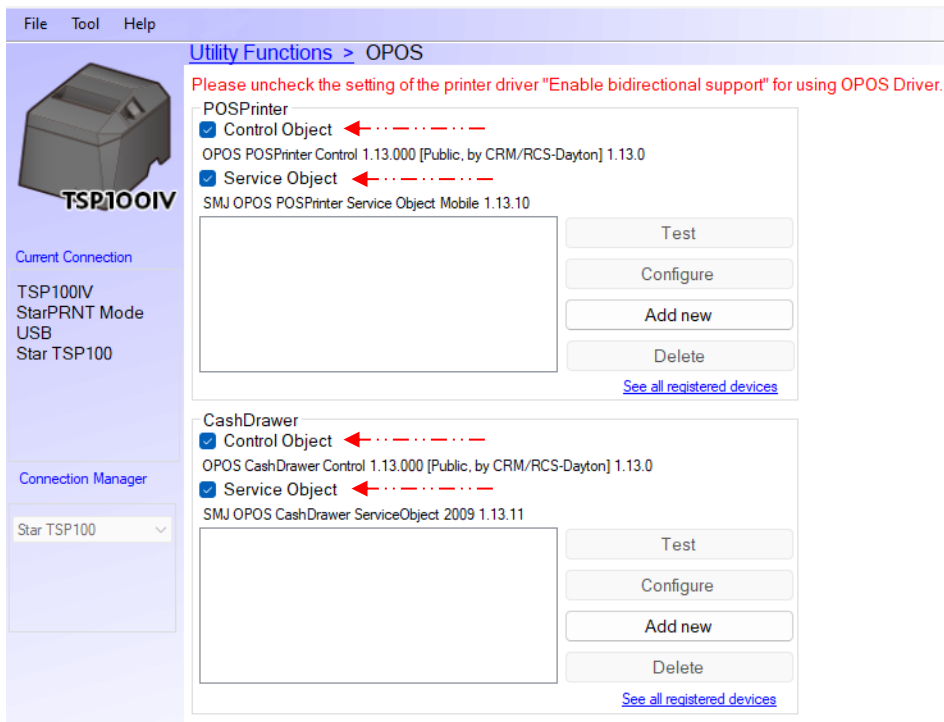 File Tool Help
Utility Functions > OPOS
Please uncheck the setting of the printer driver "Enable bidirectional support" for using OPOS Driver.
TSP100IV
Current Connection
TSP100IV
StarPRNT Mode
USB
Star TSP100
Connection Manager
Star TSP100
POSPrinter
Control Object
OPOS POSPrinter Control 1.13.000 [Public, by CRM/RCS-Dayton] 1.13.0
Service Object
SMJ OPOS POSPrinter Service Object Mobile 1.13.10
Test
Configure
Add new
Delete
See all registered devices
CashDrawer
Control Object
OPOS CashDrawer Control 1.13.000 [Public, by CRM/RCS-Dayton] 1.13.0
Service Object
SMJ OPOS CashDrawer ServiceObject 2009 1.13.11
Test
Configure
Add new
Delete
See all registered devices